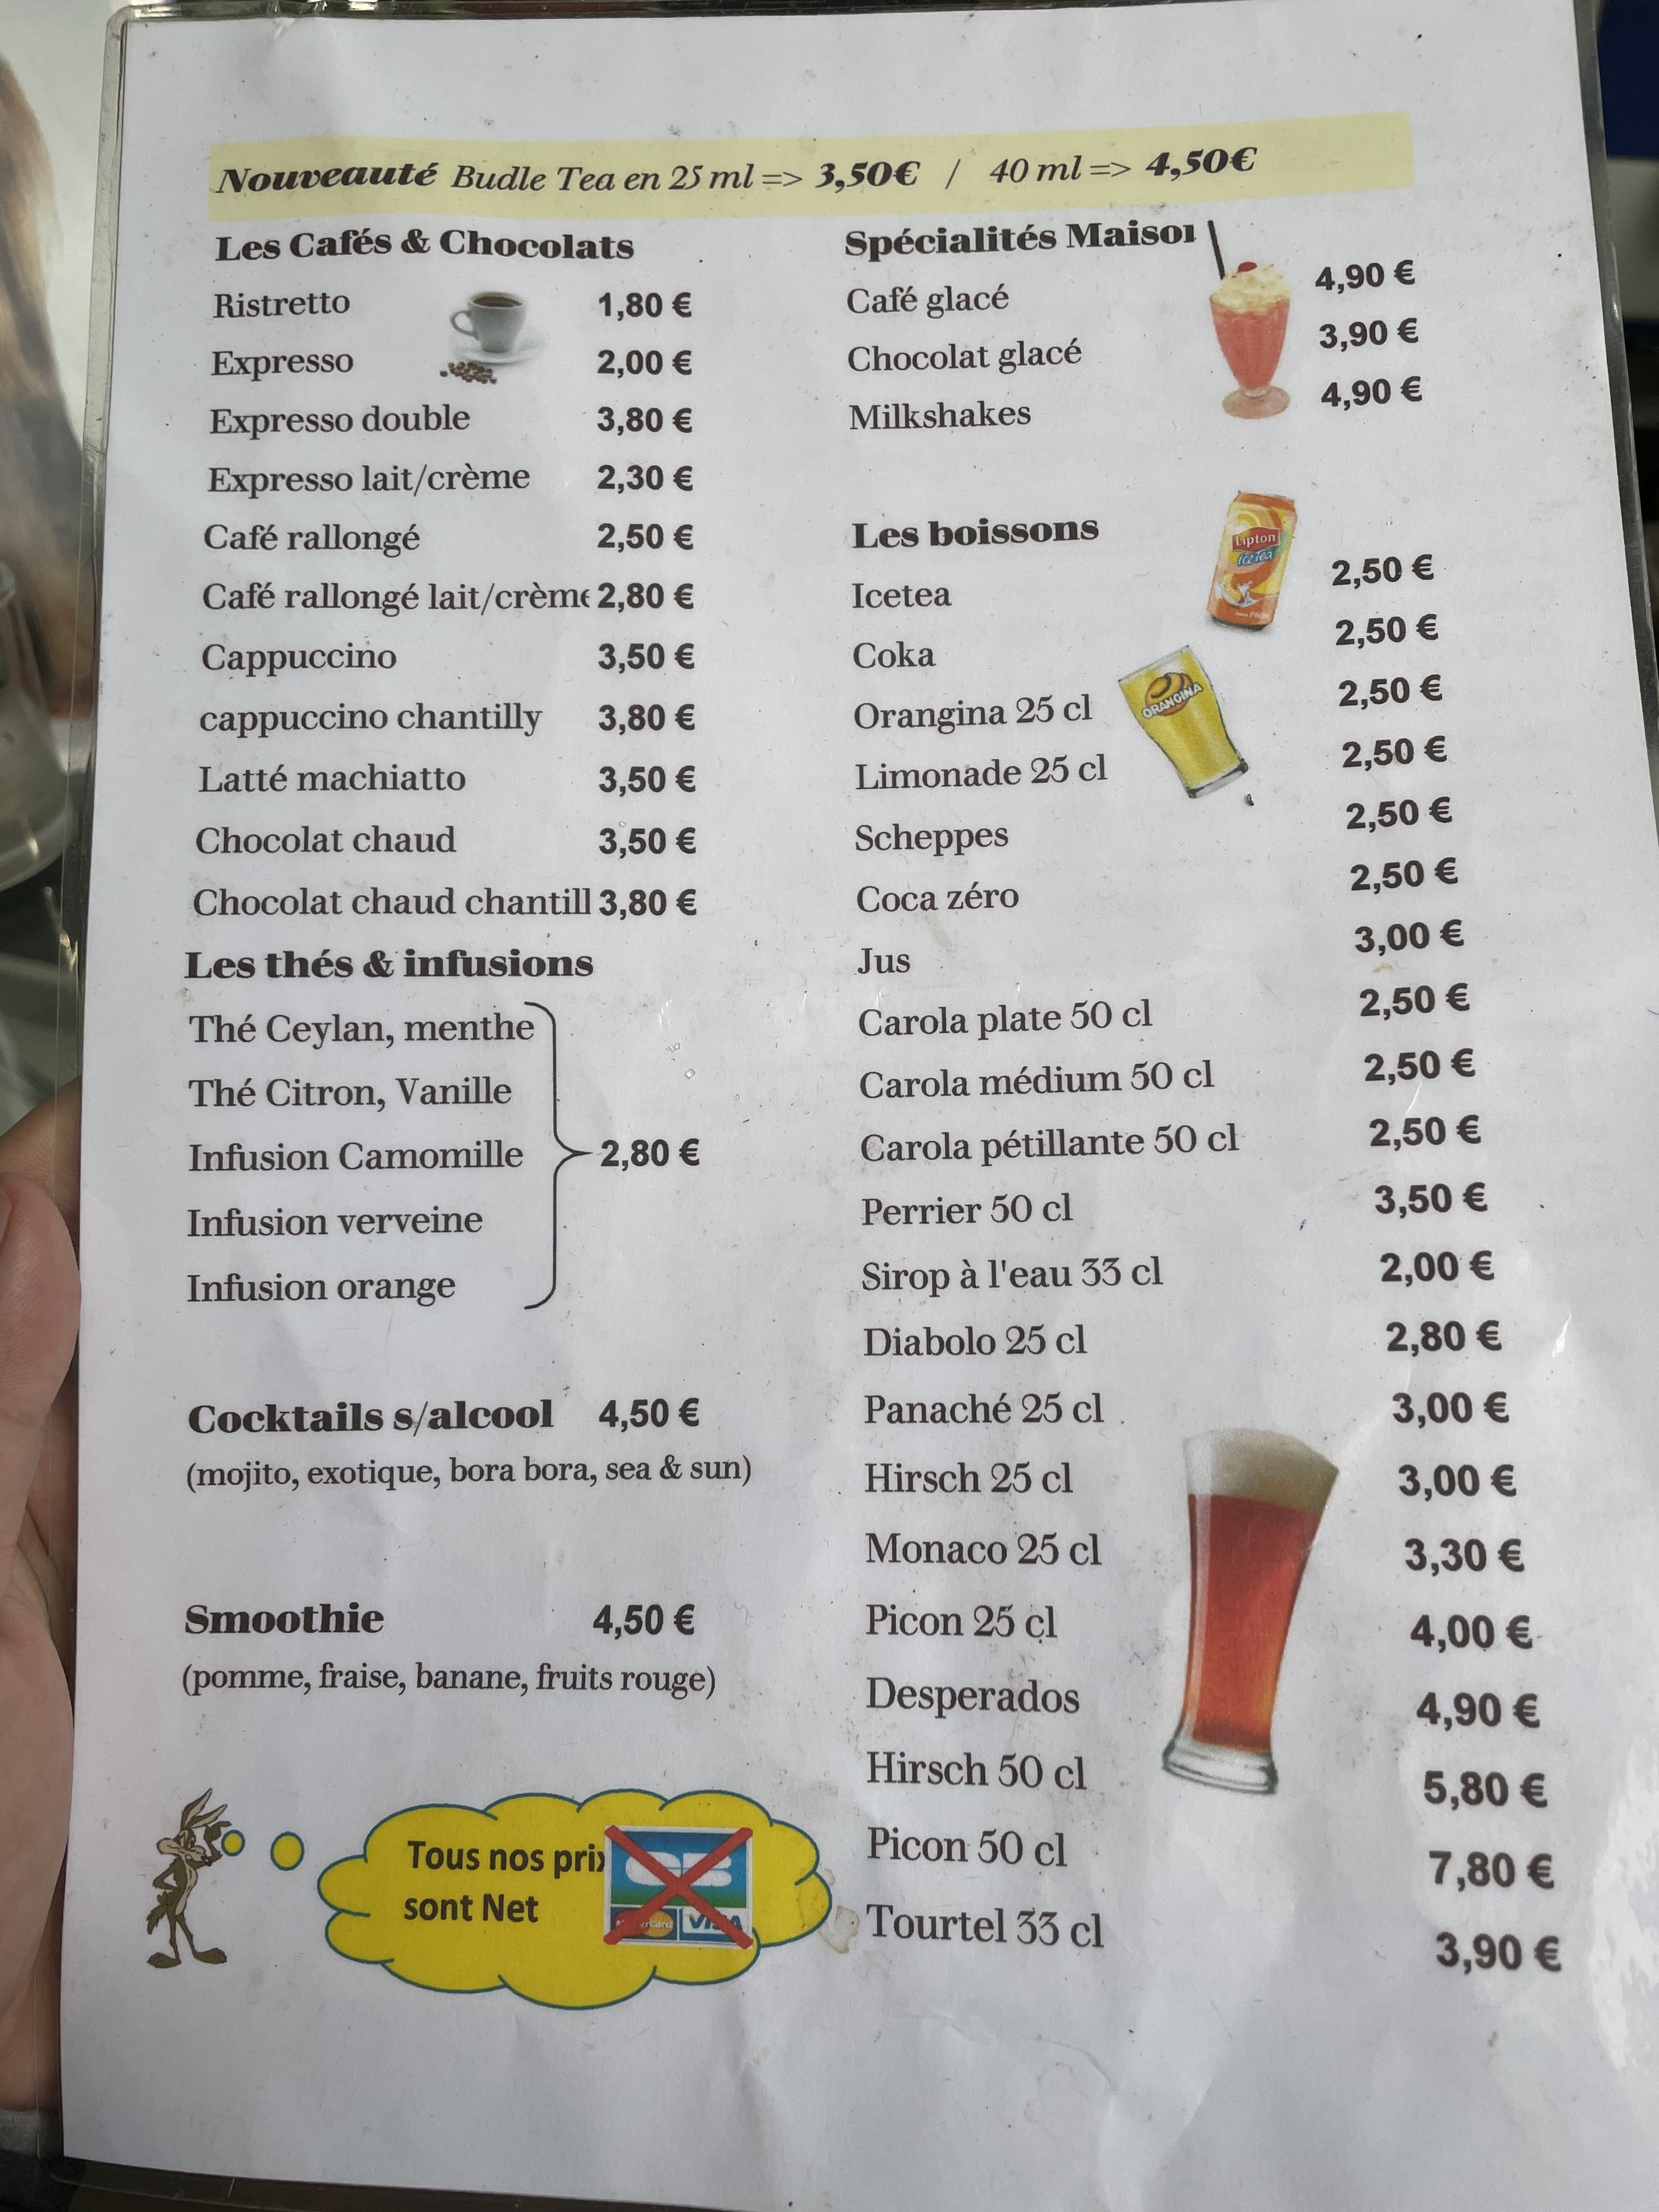 Nouveauté Budle Tea en 25 ml => 3,50€ / 40 ml => 4,50€
Les Cafés & Chocolats
Ristretto 1,80 €
Expresso 2,00 €
Expresso double 3,80 €
Expresso lait/crème 2,30 €
Café rallongé 2,50 €
Café rallongé lait/crème 2,80 €
Cappuccino 3,50 €
cappuccino chantilly 3,80 €
Latté machiatto 3,50 €
Chocolat chaud 3,50 €
Chocolat chaud chantill 3,80 €
Les thés & infusions
Thé Ceylan, menthe
Thé Citron, Vanille
Infusion Camomille 2,80 €
Infusion verveine
Infusion orange
Cocktails s/alcool 4,50 €
(mojito, exotique, bora bora, sea & sun)
Smoothie 4,50 €
(pomme, fraise, banane, fruits rouge)
Tous nos prix
sont Net
CB
MasterCard VISA
Spécialités Maison
Café glacé 4,90 €
Chocolat glacé 3,90 €
Milkshakes 4,90 €
Les boissons
Lipton
Ice Tea
Icetea 2,50 €
Coka 2,50 €
ORANGINA
Orangina 25 cl 2,50 €
Limonade 25 cl 2,50 €
Scheppes 2,50 €
Coca zéro 2,50 €
Jus 3,00 €
Carola plate 50 cl 2,50 €
Carola médium 50 cl 2,50 €
Carola pétillante 50 cl 2,50 €
Perrier 50 cl 3,50 €
Sirop à l'eau 33 cl 2,00 €
Diabolo 25 cl 2,80 €
Panaché 25 cl 3,00 €
Hirsch 25 cl 3,00 €
Monaco 25 cl 3,30 €
Picon 25 cl 4,00 €
Desperados 4,90 €
Hirsch 50 cl 5,80 €
Picon 50 cl 7,80 €
Tourtel 33 cl 3,90 €